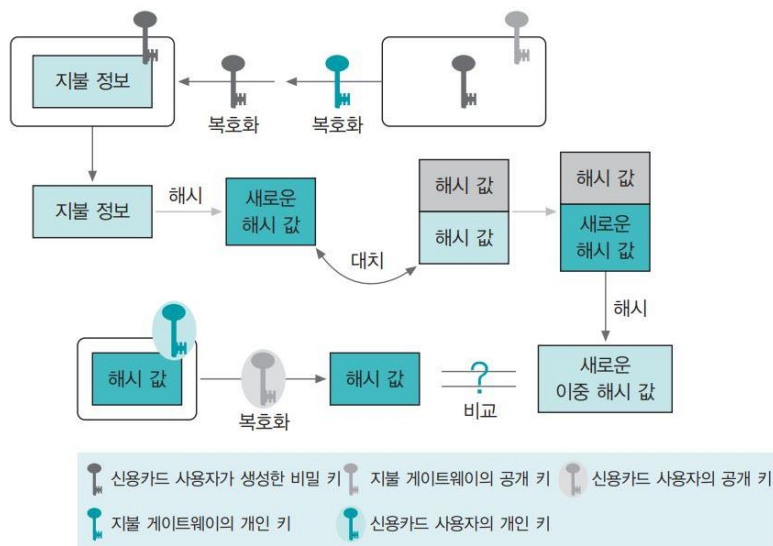 지불 정보
복호화
복호화
지불 정보
해시
새로운
해시 값
대치
해시 값
해시 값
해시 값
새로운
해시 값
해시
해시 값
복호화
해시 값
?
비교
새로운
이중 해시 값
신용카드 사용자가 생성한 비밀 키
지불 게이트웨이의 공개 키
신용카드 사용자의 공개 키
지불 게이트웨이의 개인 키
신용카드 사용자의 개인 키